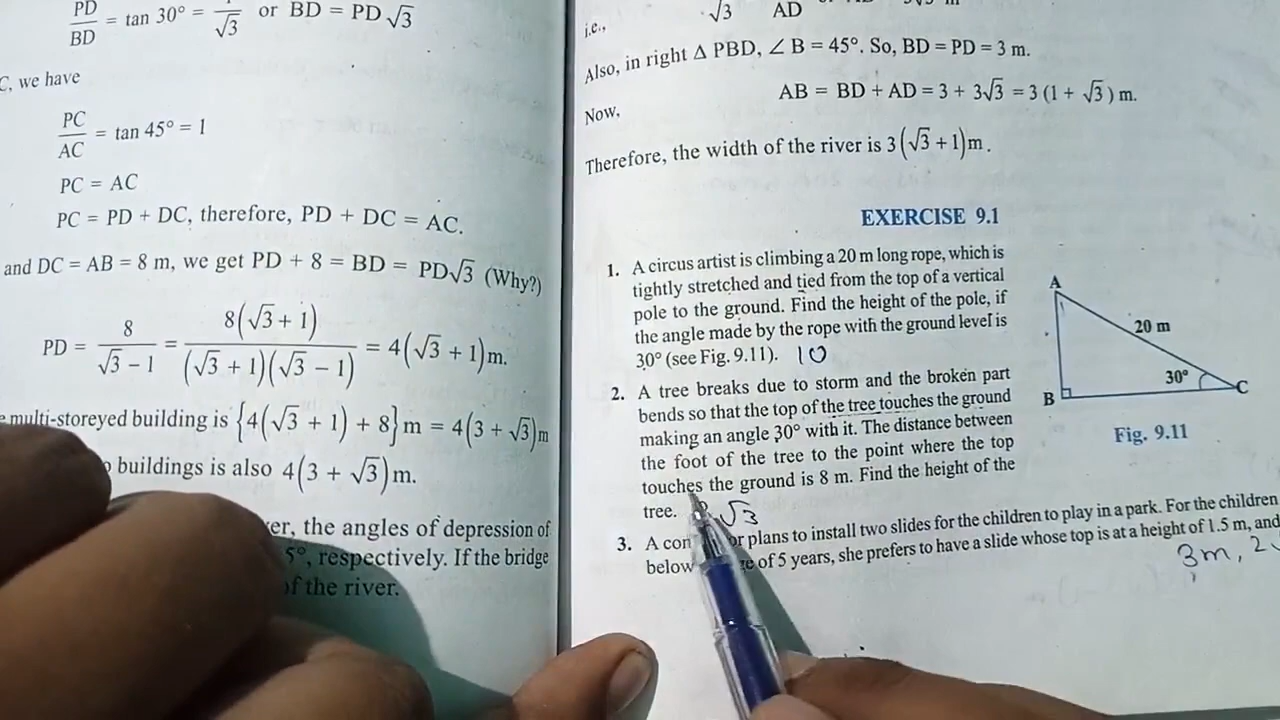 PD/BD = tan 30° = 1/√3 or BD = PD√3
C, we have
PC/AC = tan 45° = 1
PC = AC
PC = PD + DC, therefore, PD + DC = AC.
and DC = AB = 8 m, we get PD + 8 = BD = PD√3 (Why?)
PD = 8/(√3 – 1) = 8(√3 + 1)/((√3 + 1)(√3 – 1)) = 4(√3 + 1)m.
multi-storeyed building is {4(√3 + 1) + 8}m = 4(3 + √3)m
buildings is also 4(3 + √3)m.
the angles of depression of
respectively. If the bridge
of the river.
i.e., √3 AD
Also, in right Δ PBD, ∠ B = 45°. So, BD = PD = 3 m.
Now, AB = BD + AD = 3 + 3√3 = 3 (1 + √3) m.
Therefore, the width of the river is 3(√3 + 1)m.
EXERCISE 9.1
1. A circus artist is climbing a 20 m long rope, which is
tightly stretched and tied from the top of a vertical
pole to the ground. Find the height of the pole, if
the angle made by the rope with the ground level is
30° (see Fig. 9.11). 10
A
20 m
30°
B
C
Fig. 9.11
2. A tree breaks due to storm and the broken part
bends so that the top of the tree touches the ground
making an angle 30° with it. The distance between
the foot of the tree to the point where the top
touches the ground is 8 m. Find the height of the
tree. √3
3. A plans to install two slides for the children to play in a park. For the children
below of 5 years, she prefers to have a slide whose top is at a height of 1.5 m, and
3m, 2